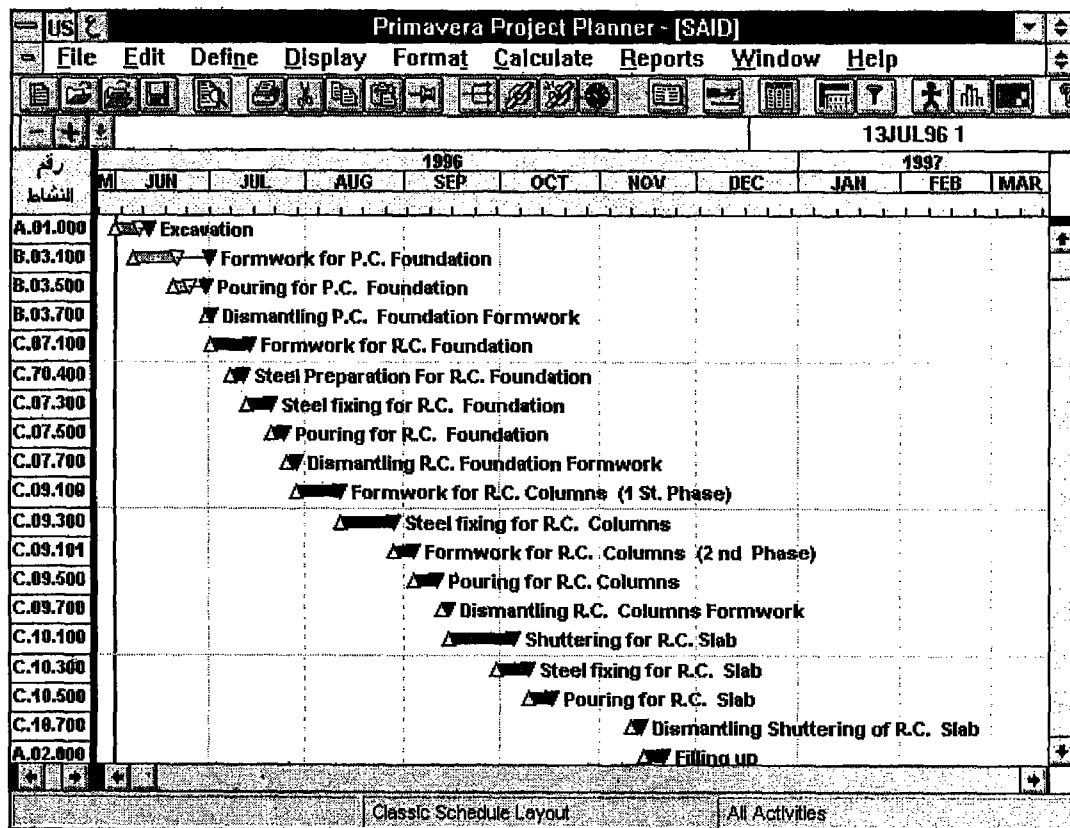 US Primavera Project Planner - [SAID]
File Edit Define Display Format Calculate Reports Window Help
13JUL96 1
رقم
النشاط
1996 1997
M JUN JUL AUG SEP OCT NOV DEC JAN FEB MAR
A.01.000 Excavation
B.03.100 Formwork for P.C. Foundation
B.03.500 Pouring for P.C. Foundation
B.03.700 Dismantling P.C. Foundation Formwork
C.07.100 Formwork for R.C. Foundation
C.70.400 Steel Preparation For R.C. Foundation
C.07.300 Steel fixing for R.C. Foundation
C.07.500 Pouring for R.C. Foundation
C.07.700 Dismantling R.C. Foundation Formwork
C.09.100 Formwork for R.C. Columns (1 St. Phase)
C.09.300 Steel fixing for R.C. Columns
C.09.101 Formwork for R.C. Columns (2 nd Phase)
C.09.500 Pouring for R.C. Columns
C.09.700 Dismantling R.C. Columns Formwork
C.10.100 Shuttering for R.C. Slab
C.10.300 Steel fixing for R.C. Slab
C.10.500 Pouring for R.C. Slab
C.10.700 Dismantling Shuttering of R.C. Slab
A.02.000 Filling up
Classic Schedule Layout All Activities